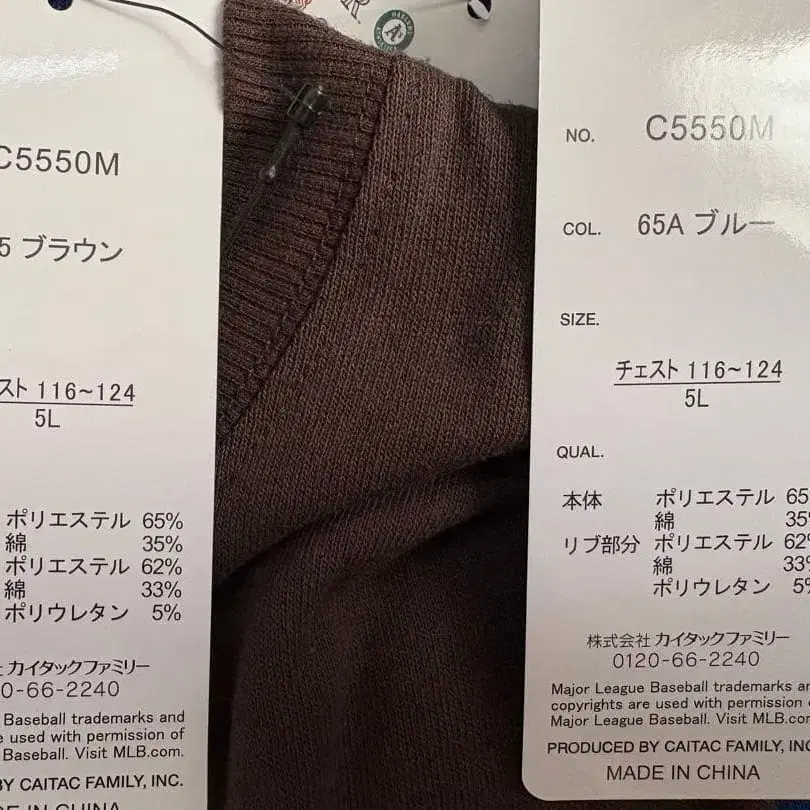 C5550M
5 ブラウン
スト 116~124
5L
ポリエステル 65%
綿 35%
ポリエステル 62%
綿 33%
ポリウレタン 5%
カイタックファミリー
0-66-2240
Baseball trademarks and
used with permission of
Baseball. Visit MLB.com.
BY CAITAC FAMILY, INC.
IN CHINA
A's
NO. C5550M
COL. 65A ブルー
SIZE.
チェスト 116~124
5L
QUAL.
本体 ポリエステル 65
綿 35%
リブ部分 ポリエステル 62%
綿 33%
ポリウレタン 5%
株式会社 カイタックファミリー
0120-66-2240
Major League Baseball trademarks
copyrights are used with permission
Major League Baseball. Visit MLB.com
PRODUCED BY CAITAC FAMILY, INC
MADE IN CHINA